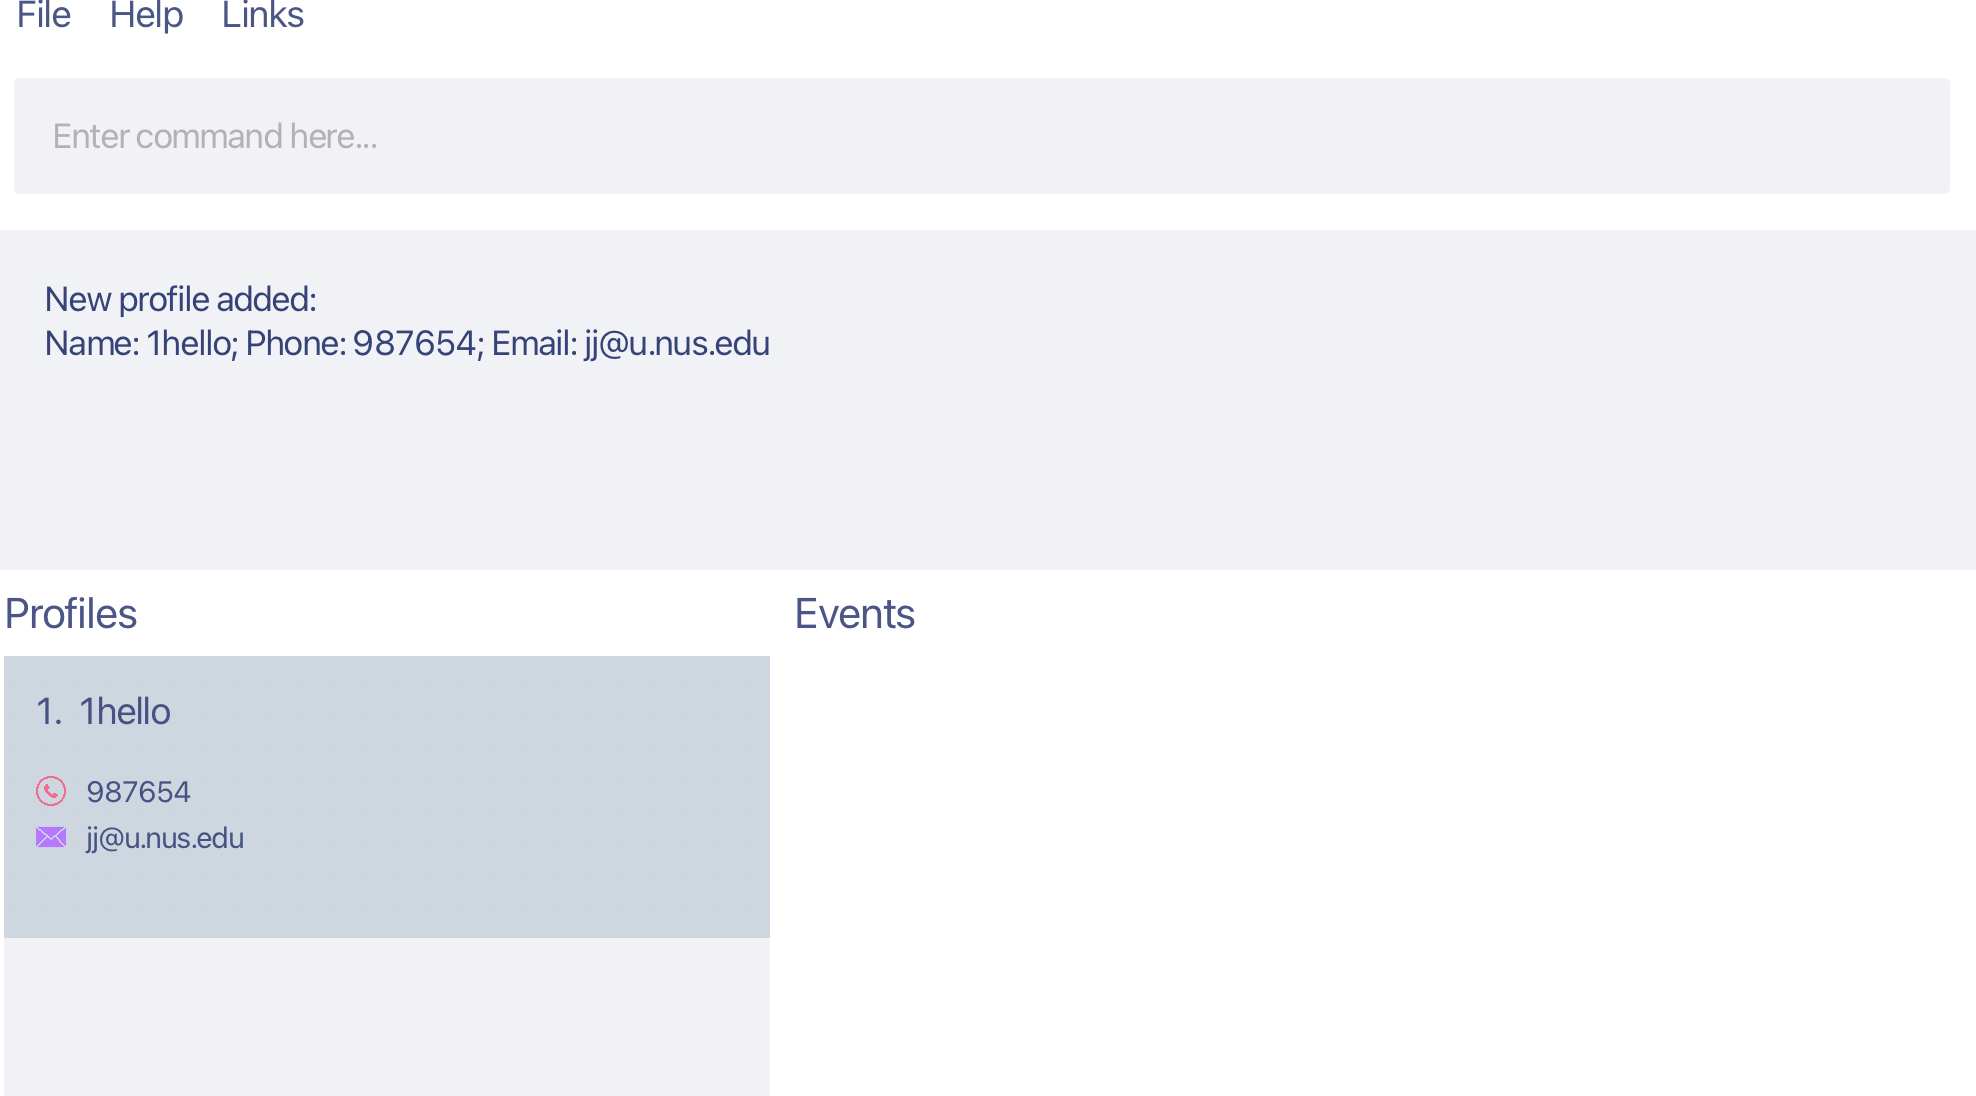 File Help Links
Enter command here...
New profile added:
Name: 1hello; Phone: 987654; Email: jj@u.nus.edu
Profiles
Events
1. 1hello
987654
jj@u.nus.edu